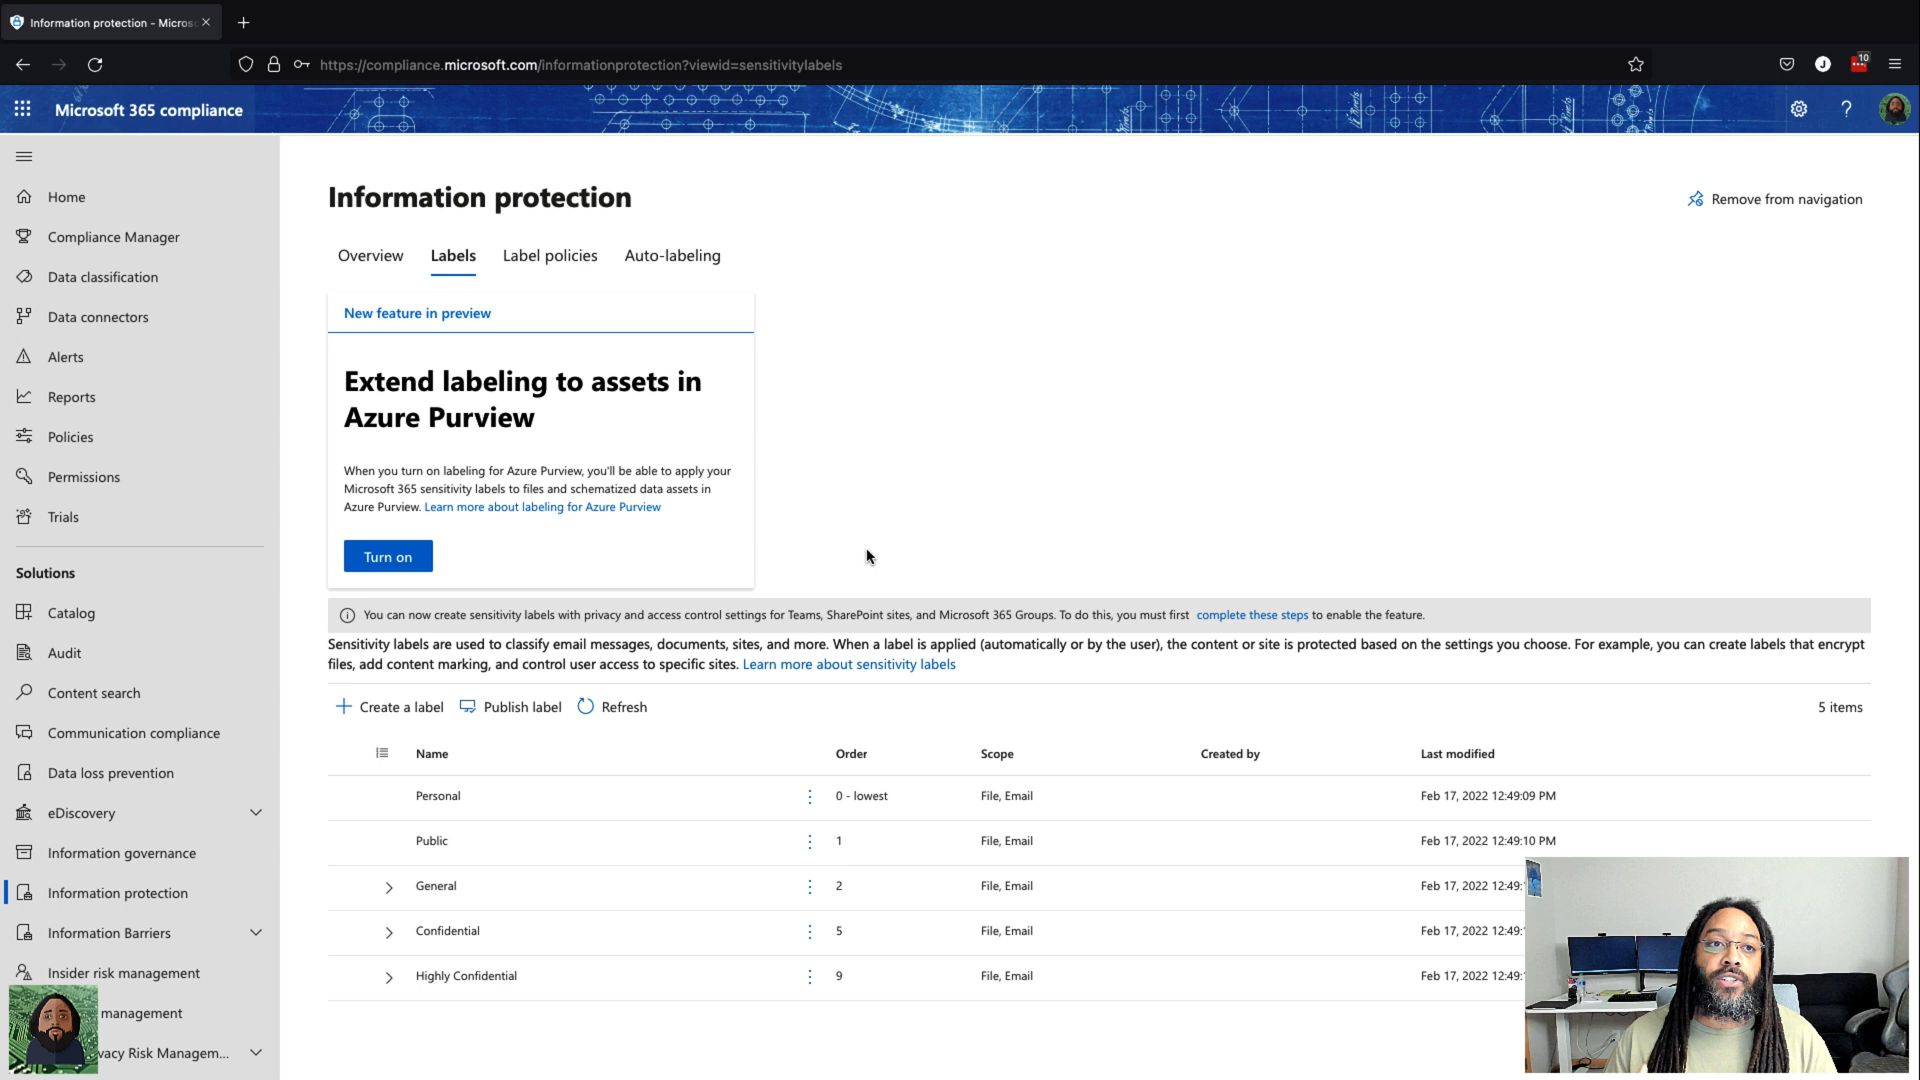 Information protection - Micros
https://compliance.microsoft.com/informationprotection?viewid=sensitivitylabels
J
10
Microsoft 365 compliance
Home
Compliance Manager
Data classification
Data connectors
Alerts
Reports
Policies
Permissions
Trials
Solutions
Catalog
Audit
Content search
Communication compliance
Data loss prevention
eDiscovery
Information governance
Information protection
Information Barriers
Insider risk management
management
vacy Risk Managem...
Information protection
Remove from navigation
Overview Labels Label policies Auto-labeling
New feature in preview
Extend labeling to assets in
Azure Purview
When you turn on labeling for Azure Purview, you'll be able to apply your
Microsoft 365 sensitivity labels to files and schematized data assets in
Azure Purview. Learn more about labeling for Azure Purview
Turn on
You can now create sensitivity labels with privacy and access control settings for Teams, SharePoint sites, and Microsoft 365 Groups. To do this, you must first complete these steps to enable the feature.
Sensitivity labels are used to classify email messages, documents, sites, and more. When a label is applied (automatically or by the user), the content or site is protected based on the settings you choose. For example, you can create labels that encrypt
files, add content marking, and control user access to specific sites. Learn more about sensitivity labels
Create a label Publish label Refresh 5 items
Name Order Scope Created by Last modified
Personal 0 - lowest File, Email Feb 17, 2022 12:49:09 PM
Public 1 File, Email Feb 17, 2022 12:49:10 PM
General 2 File, Email Feb 17, 2022 12:49:
Confidential 5 File, Email Feb 17, 2022 12:49:
Highly Confidential 9 File, Email Feb 17, 2022 12:49: